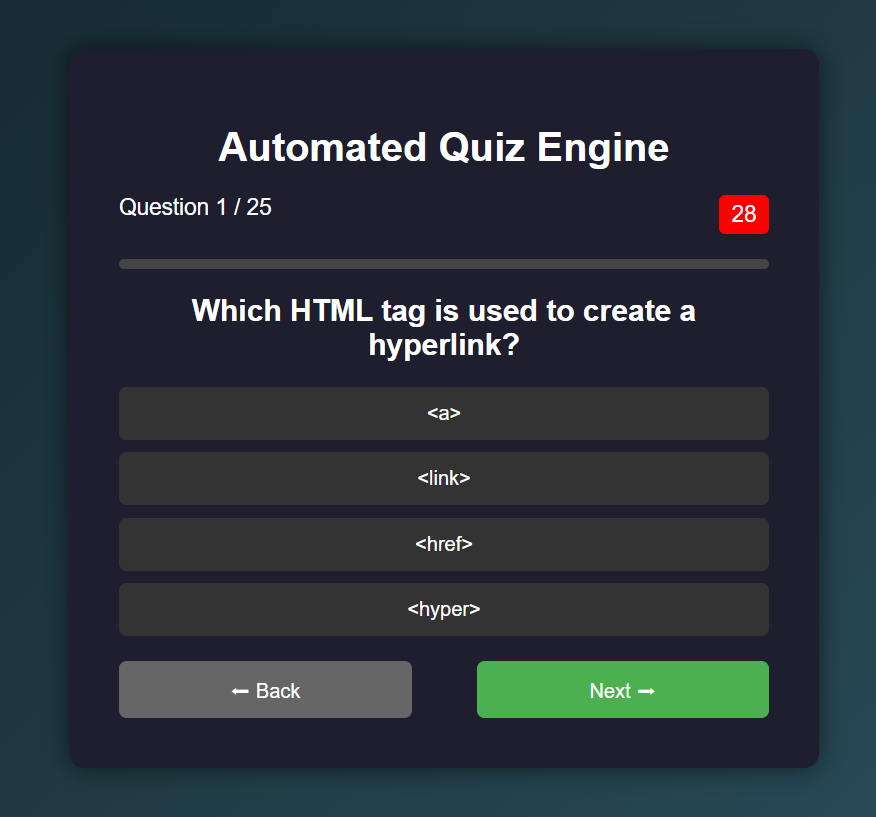 Automated Quiz Engine
Question 1 / 25
28
Which HTML tag is used to create a
hyperlink?
<a>
<link>
<href>
<hyper>
⬅ Back
Next ➡